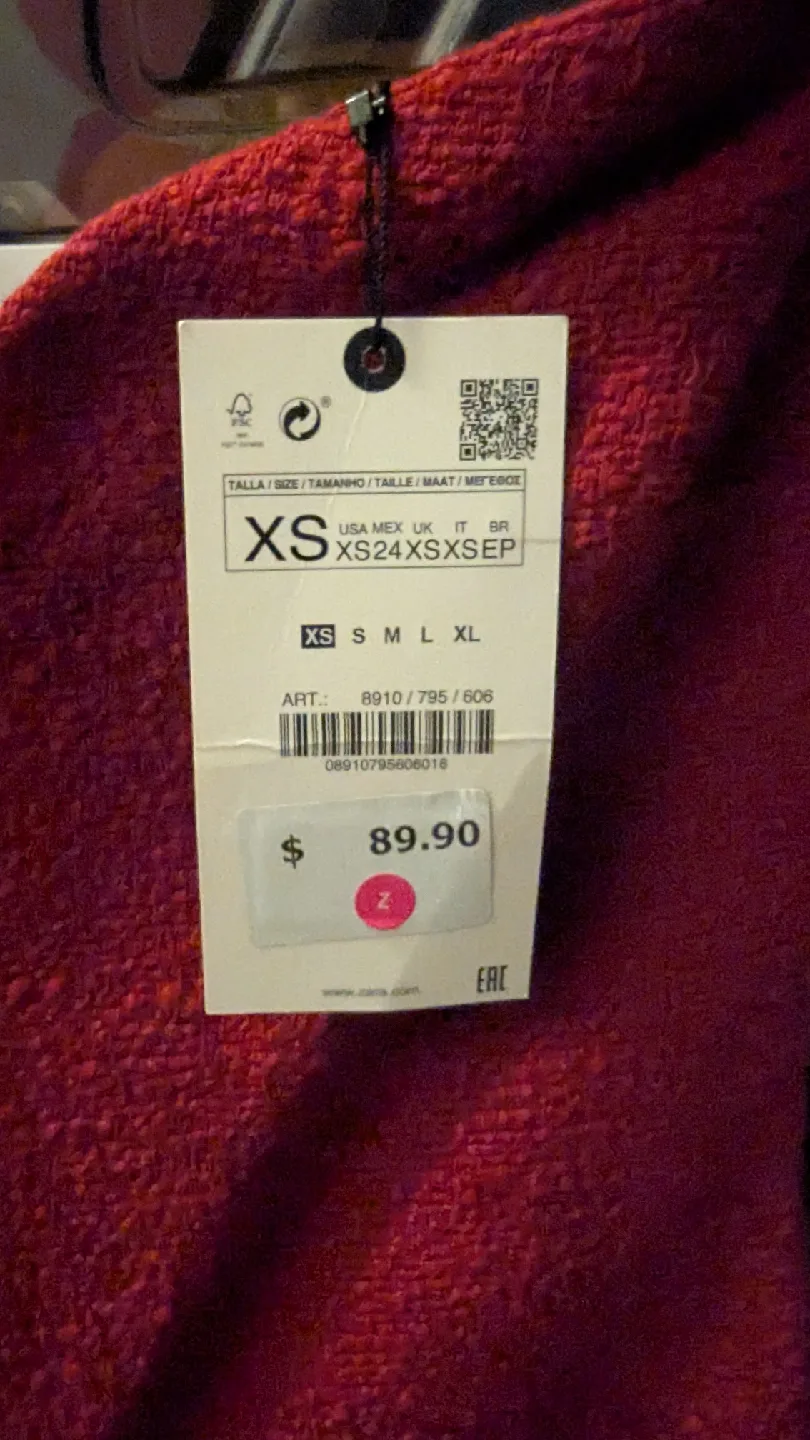 FSC
®
TALLA / SIZE / TAMANHO / TAILLE / MAAT / ΜΕΓΕΘΟΣ
XS
USA MEX UK IT BR
XS 24 XS XS EP
XS S M L XL
ART.: 8910 / 795 / 606
08910795606016
$ 89.90
Z
www.zara.com
EAC